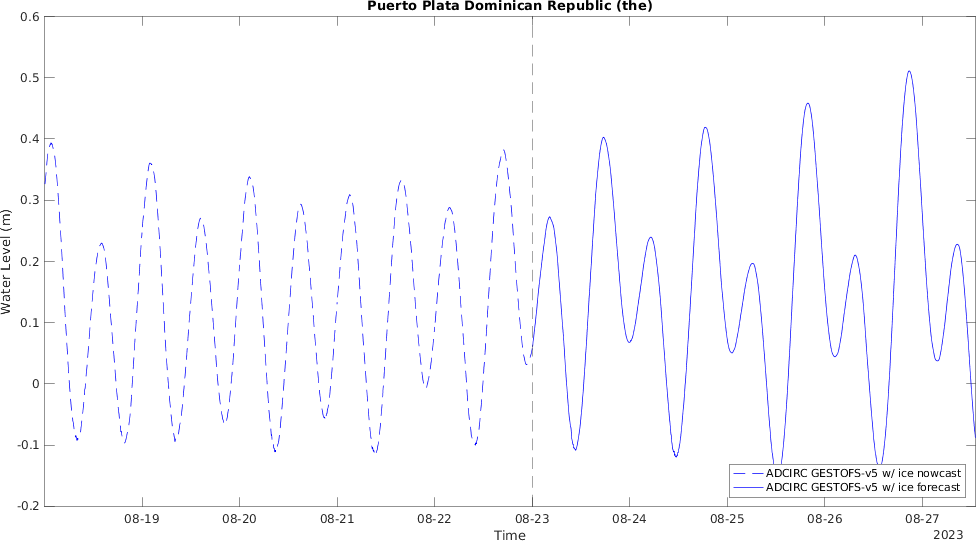 Puerto Plata Dominican Republic (the)
0.6
0.5
0.4
0.3
0.2
0.1
0
-0.1
-0.2
Water Level (m)
ADCIRC GESTOFS-v5 w/ ice nowcast
ADCIRC GESTOFS-v5 w/ ice forecast
08-19 08-20 08-21 08-22 08-23 08-24 08-25 08-26 08-27
Time
2023